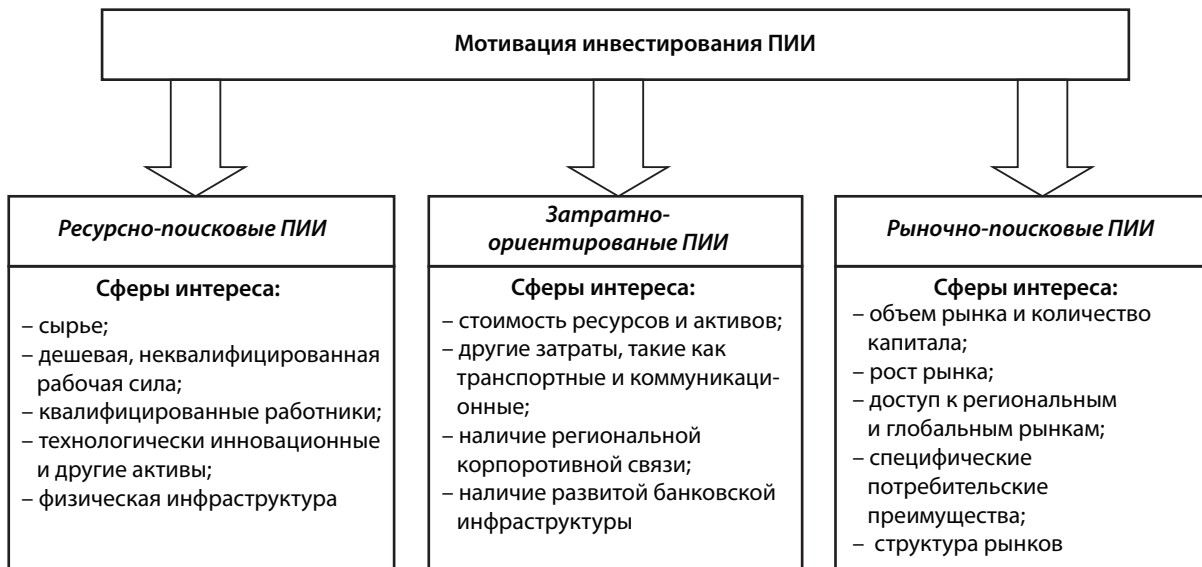 Мотивация инвестирования ПИИ
Ресурсно-поисковые ПИИ
Сферы интереса:
– сырье;
– дешевая, неквалифицированная
рабочая сила;
– квалифицированные работники;
– технологически инновационные
и другие активы;
– физическая инфраструктура
Затратно-
ориентированые ПИИ
Сферы интереса:
– стоимость ресурсов и активов;
– другие затраты, такие как
транспортные и коммуникаци-
онные;
– наличие региональной
корпоротивной связи;
– наличие развитой банковской
инфраструктуры
Рыночно-поисковые ПИИ
Сферы интереса:
– объем рынка и количество
капитала;
– рост рынка;
– доступ к региональным
и глобальным рынкам;
– специфические
потребительские
преимущества;
– структура рынков